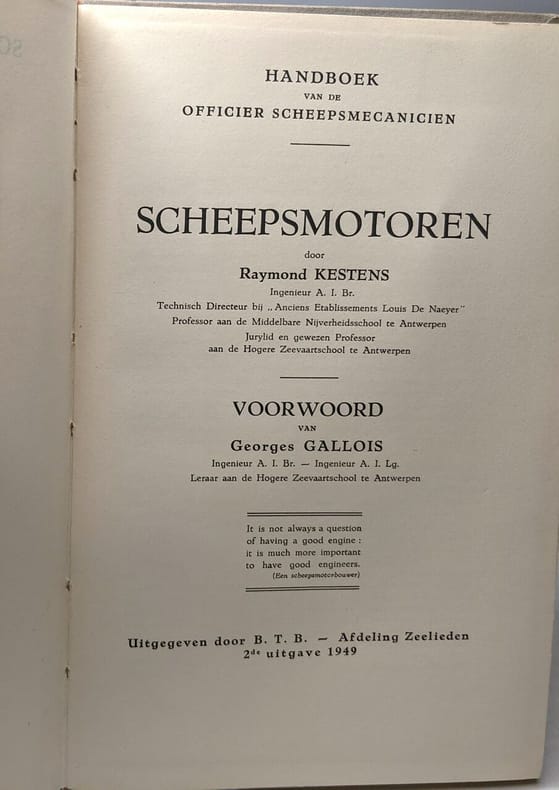 HANDBOEK
VAN DE
OFFICIER SCHEEPSMECANICIEN
SCHEEPSMOTOREN
door
Raymond KESTENS
Ingenieur A. I. Br.
Technisch Directeur bij „Anciens Etablissements Louis De Naeyer"
Professor aan de Middelbare Nijverheidsschool te Antwerpen
Jurylid en gewezen Professor
aan de Hogere Zeevaartschool te Antwerpen
VOORWOORD
VAN
Georges GALLOIS
Ingenieur A. I. Br. — Ingenieur A. I. Lg.
Leraar aan de Hogere Zeevaartschool te Antwerpen
It is not always a question
of having a good engine :
it is much more important
to have good engineers.
(Een scheepsmotorbouwer)
Uitgegeven door B. T. B. — Afdeling Zeelieden
2de uitgave 1949